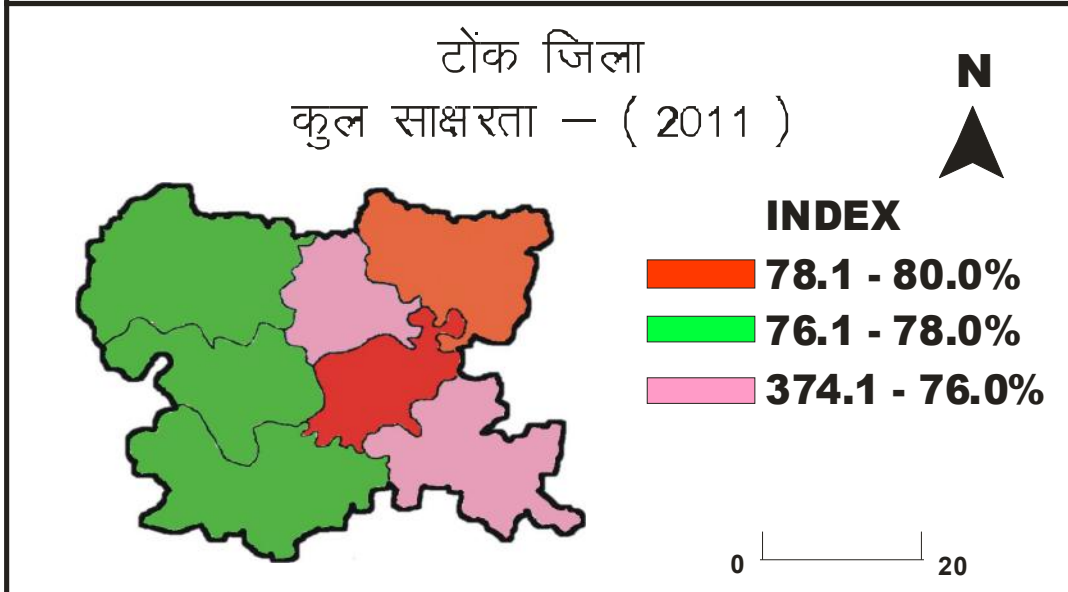 टोंक जिला
कुल साक्षरता – ( 2011 )
N
INDEX
78.1 - 80.0%
76.1 - 78.0%
374.1 - 76.0%
0 20